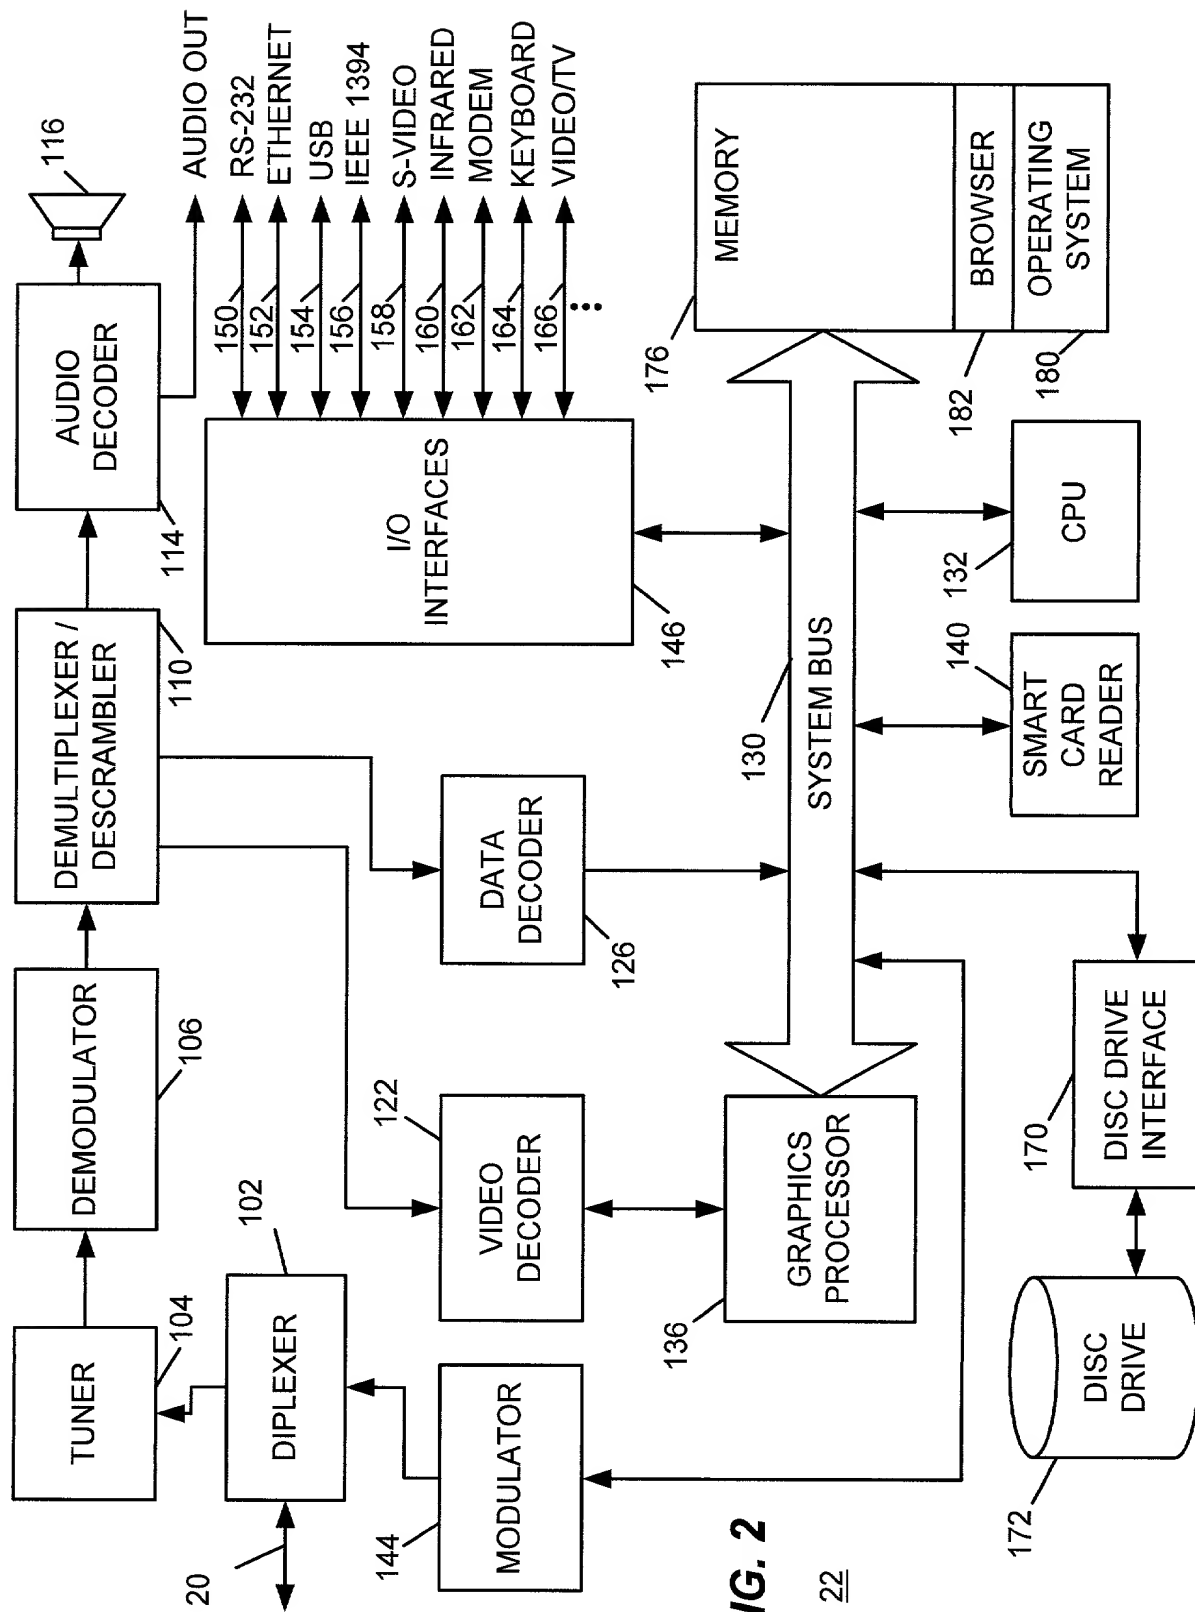 TUNER
104
DEMODULATOR
106
DEMULTIPLEXER /
DESCRAMBLER
110
AUDIO
DECODER
114
116
AUDIO OUT
20
DIPLEXER
102
I/O
INTERFACES
146
150
RS-232
152
ETHERNET
154
USB
156
IEEE 1394
158
S-VIDEO
160
INFRARED
162
MODEM
164
KEYBOARD
166
VIDEO/TV
144
MODULATOR
122
VIDEO
DECODER
DATA
DECODER
126
136
GRAPHICS
PROCESSOR
130
SYSTEM BUS
176
MEMORY
182
BROWSER
180
OPERATING
SYSTEM
172
DISC
DRIVE
170
DISC DRIVE
INTERFACE
140
SMART
CARD
READER
132
CPU
IG. 2
22